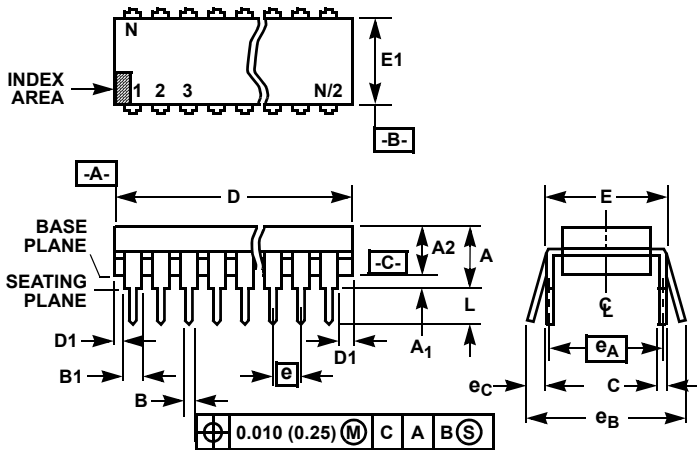 N
E1
INDEX
AREA
1 2 3 N/2
-B-
-A-
D
E
BASE
PLANE
A2
A
-C-
SEATING
PLANE
L
C
L
D1
A1
D1
eA
B1
e
eC
C
B
eB
0.010 (0.25) Ⓜ C A B Ⓢ